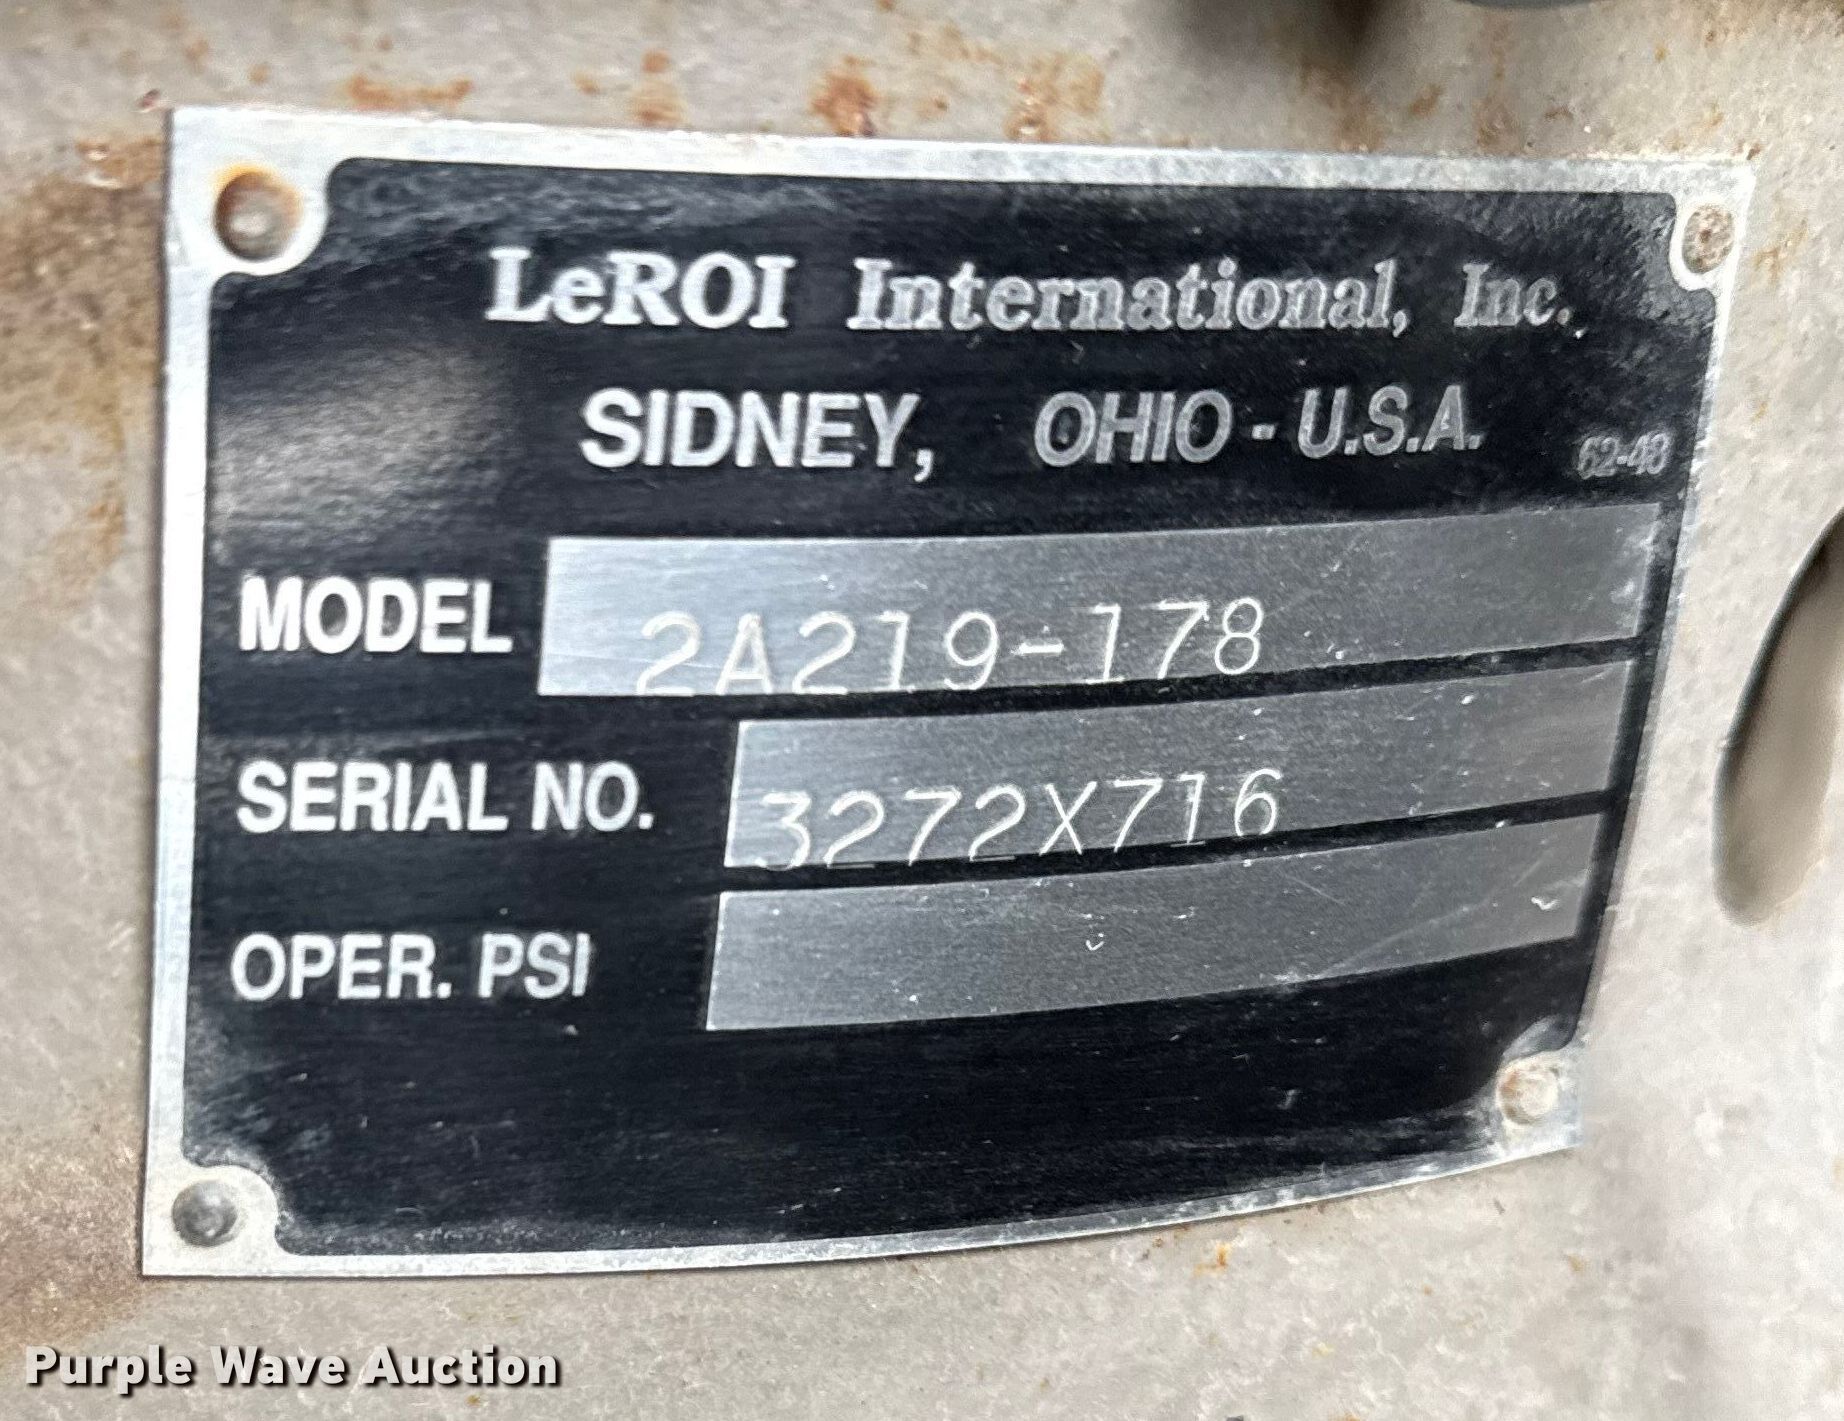 LeROI International, Inc.
SIDNEY, OHIO - U.S.A.
62-48
MODEL 2A219-178
SERIAL NO. 3272X716
OPER. PSI
Purple Wave Auction